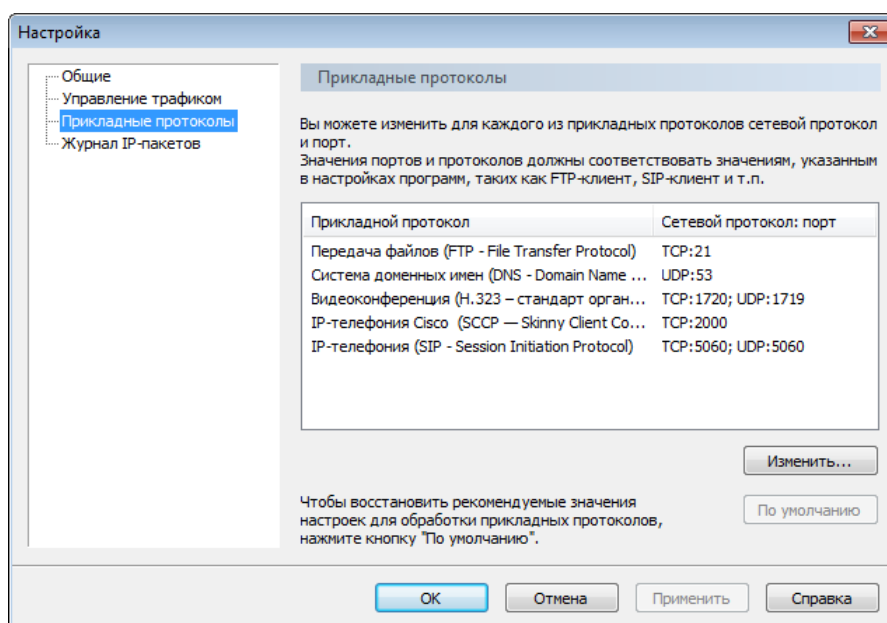 Настройка
Общие
Управление трафиком
Прикладные протоколы
Журнал IP-пакетов
Прикладные протоколы
Вы можете изменить для каждого из прикладных протоколов сетевой протокол
и порт.
Значения портов и протоколов должны соответствовать значениям, указанным
в настройках программ, таких как FTP-клиент, SIP-клиент и т.п.
Прикладной протокол Сетевой протокол: порт
Передача файлов (FTP - File Transfer Protocol) TCP:21
Система доменных имен (DNS - Domain Name ... UDP:53
Видеоконференция (H.323 – стандарт орган... TCP:1720; UDP:1719
IP-телефония Cisco (SCCP — Skinny Client Co... TCP:2000
IP-телефония (SIP - Session Initiation Protocol) TCP:5060; UDP:5060
Изменить...
Чтобы восстановить рекомендуемые значения
настроек для обработки прикладных протоколов,
нажмите кнопку "По умолчанию".
По умолчанию
OK Отмена Применить Справка